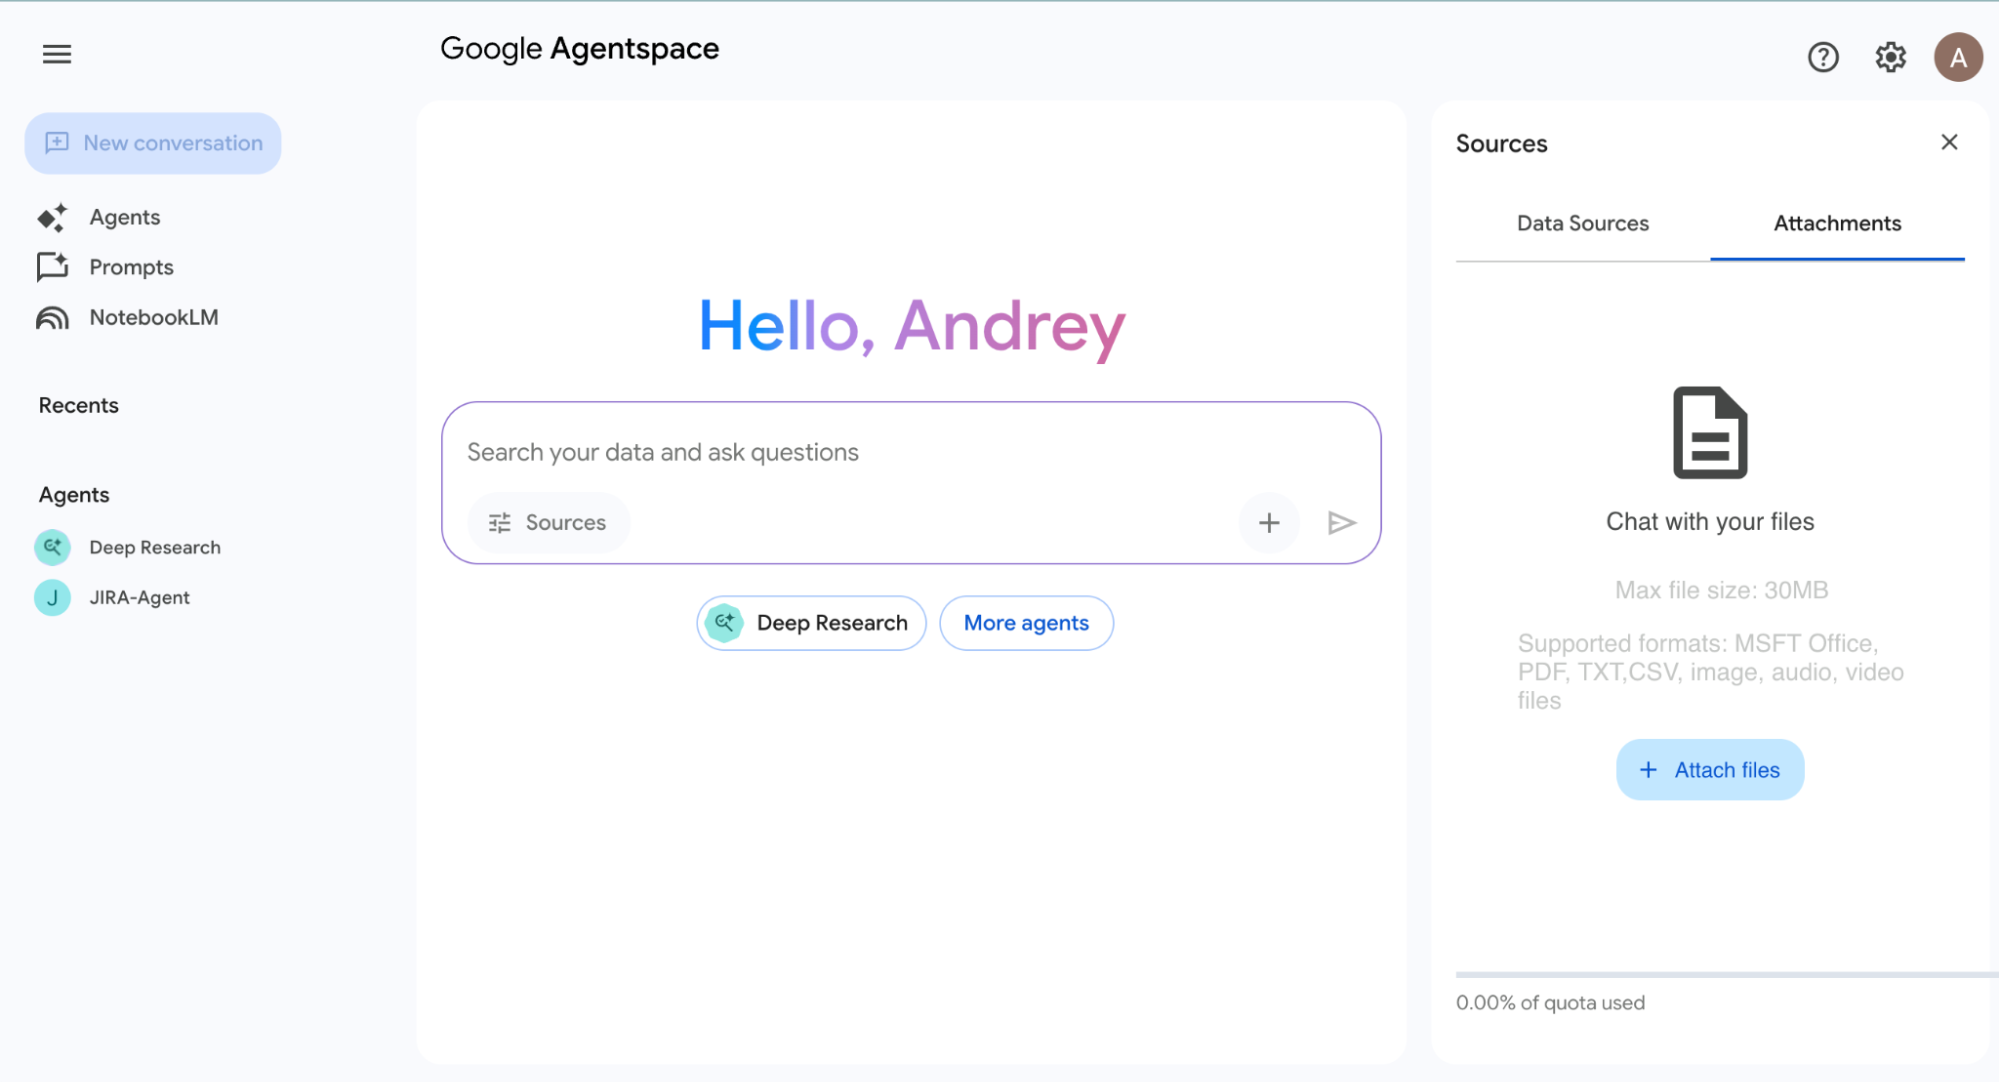 Google Agentspace
A
New conversation
Agents
Prompts
NotebookLM
Recents
Agents
Deep Research
J
JIRA-Agent
Hello, Andrey
Search your data and ask questions
Sources
Deep Research
More agents
Sources
Data Sources
Attachments
Chat with your files
Max file size: 30MB
Supported formats: MSFT Office,
PDF, TXT,CSV, image, audio, video
files
+ Attach files
0.00% of quota used